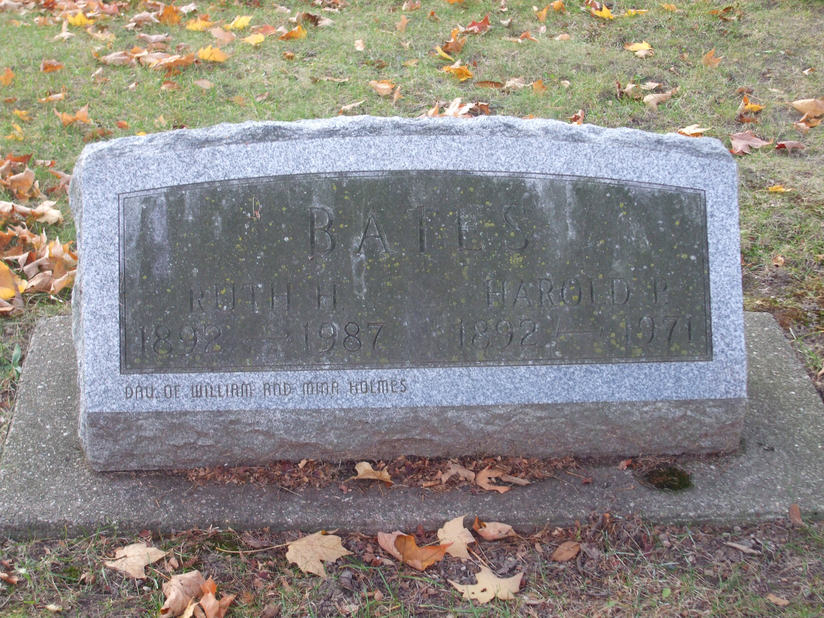 BATES
RUTH H. HAROLD P.
1892 — 1987 1892 — 1971
DAU. OF WILLIAM AND MINA HOLMES